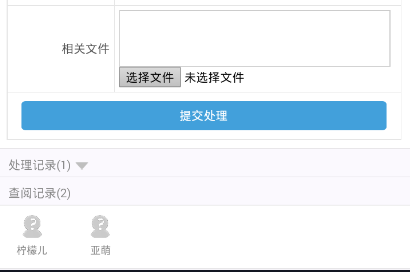 相关文件
选择文件 未选择文件
提交处理
处理记录(1)
查阅记录(2)
柠檬儿 亚萌